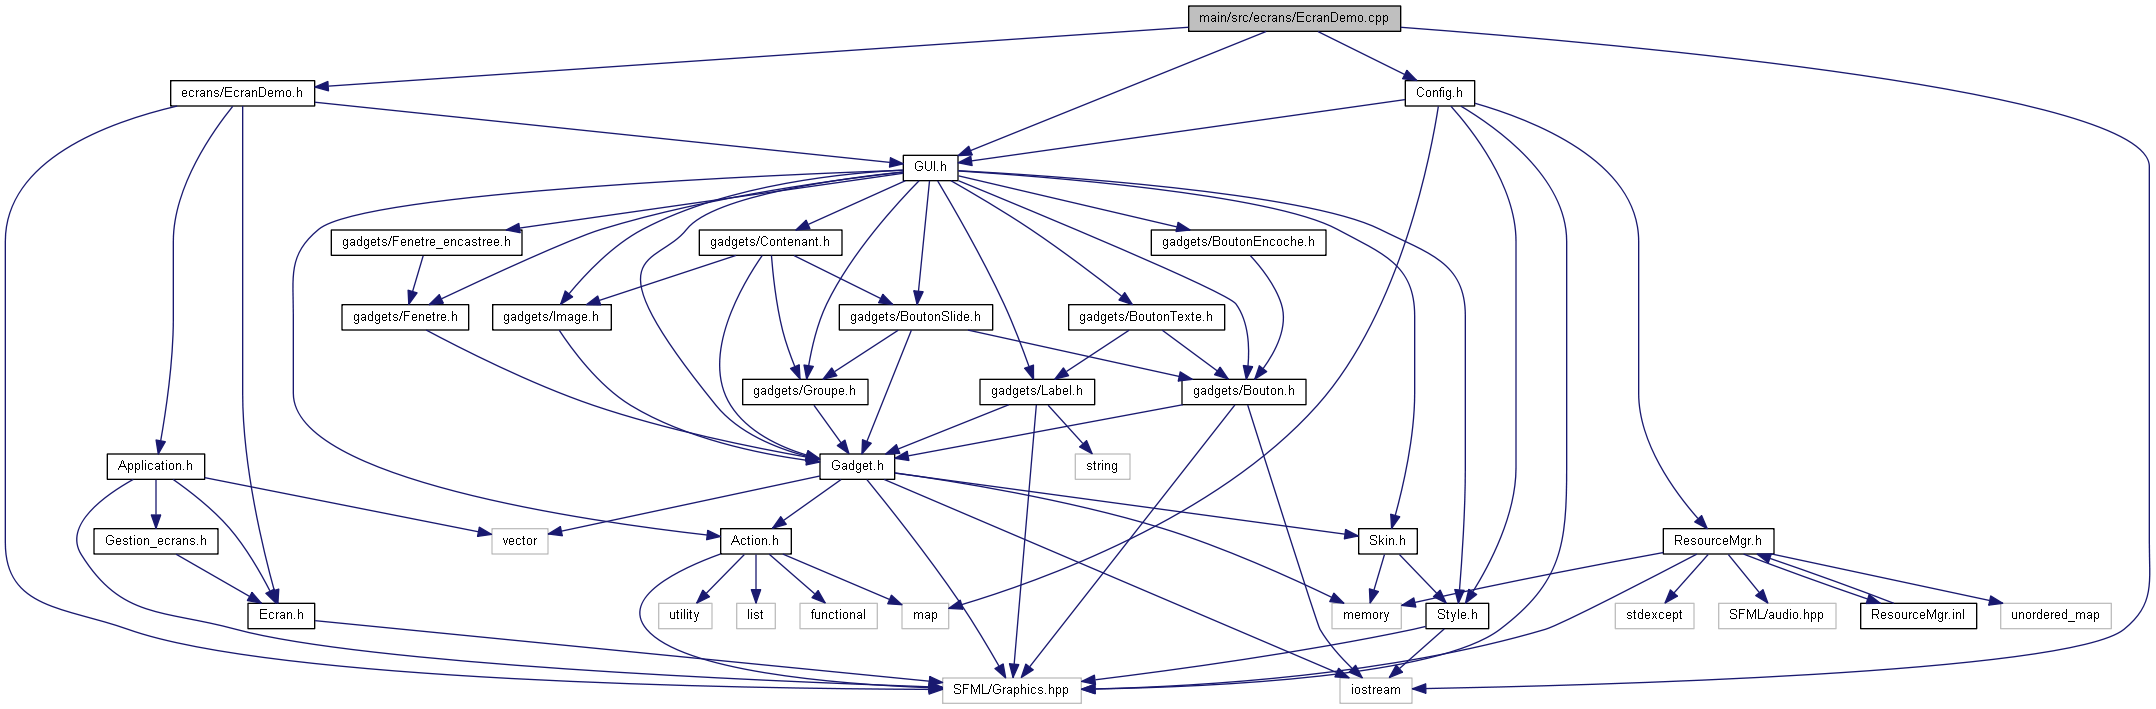 main/src/ecrans/EcranDemo.cpp
ecrans/EcranDemo.h
Config.h
GUI.h
gadgets/Fenetre_encastree.h
gadgets/Contenant.h
gadgets/BoutonEncoche.h
gadgets/Fenetre.h
gadgets/Image.h
gadgets/BoutonSlide.h
gadgets/BoutonTexte.h
gadgets/Groupe.h
gadgets/Label.h
gadgets/Bouton.h
Application.h
Gadget.h
string
Gestion_ecrans.h
vector
Action.h
Skin.h
ResourceMgr.h
Ecran.h
utility
list
functional
map
memory
Style.h
stdexcept
SFML/audio.hpp
ResourceMgr.inl
unordered_map
SFML/Graphics.hpp
iostream